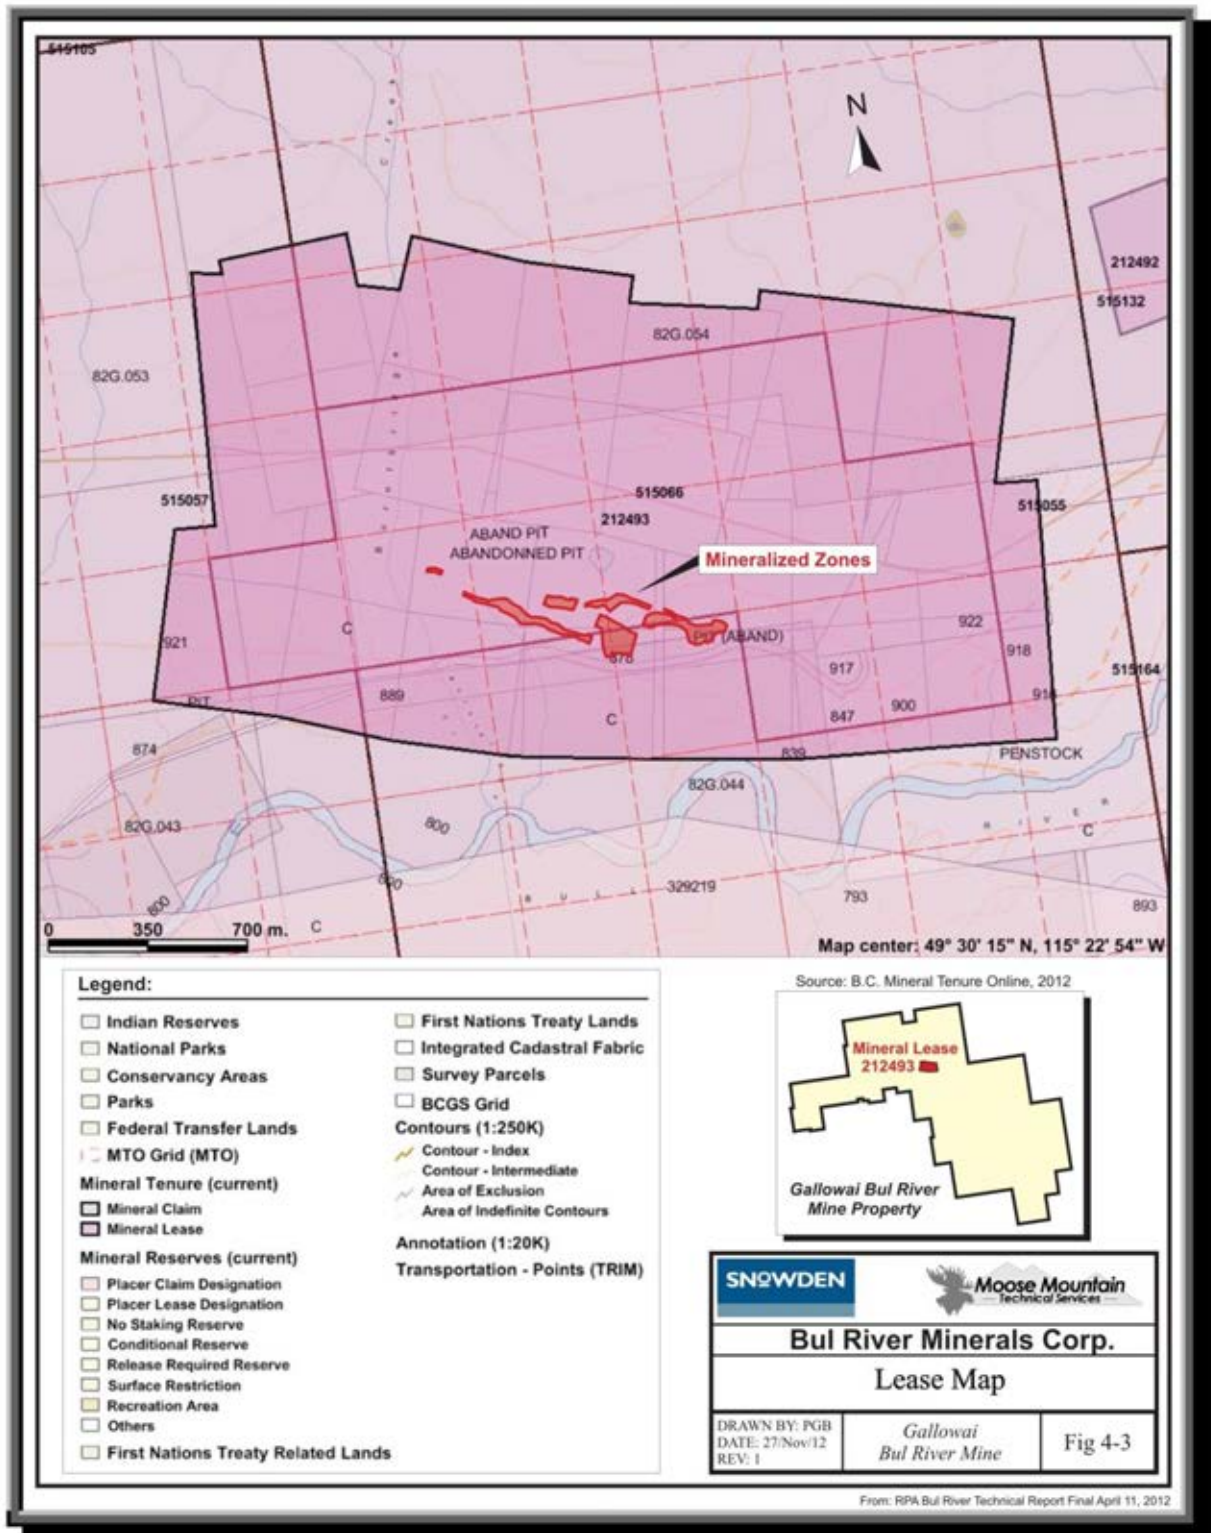 515105
N
212492
515132
82G.054
82G.053
515057
515066
212493
515055
ABAND PIT
ABANDONNED PIT
Mineralized Zones
C
921
PIT (ABAND)
922
918
876
917
515164
889
PIT
C
900
916
847
874
839
PENSTOCK
82G.044
82G.043
800
RIVER
C
800
329219
793
BULL
800
893
C
0 350 700 m.
Map center: 49° 30' 15" N, 115° 22' 54" W
Legend:
Indian Reserves
National Parks
Conservancy Areas
Parks
Federal Transfer Lands
MTO Grid (MTO)
Mineral Tenure (current)
Mineral Claim
Mineral Lease
Mineral Reserves (current)
Placer Claim Designation
Placer Lease Designation
No Staking Reserve
Conditional Reserve
Release Required Reserve
Surface Restriction
Recreation Area
Others
First Nations Treaty Related Lands
First Nations Treaty Lands
Integrated Cadastral Fabric
Survey Parcels
BCGS Grid
Contours (1:250K)
Contour - Index
Contour - Intermediate
Area of Exclusion
Area of Indefinite Contours
Annotation (1:20K)
Transportation - Points (TRIM)
Source: B.C. Mineral Tenure Online, 2012
Mineral Lease
212493
Gallowai Bul River
Mine Property
SNOWDEN
Moose Mountain
Technical Services
Bul River Minerals Corp.
Lease Map
DRAWN BY: PGB
DATE: 27/Nov/12
REV: 1
Gallowai
Bul River Mine
Fig 4-3
From: RPA Bul River Technical Report Final April 11, 2012